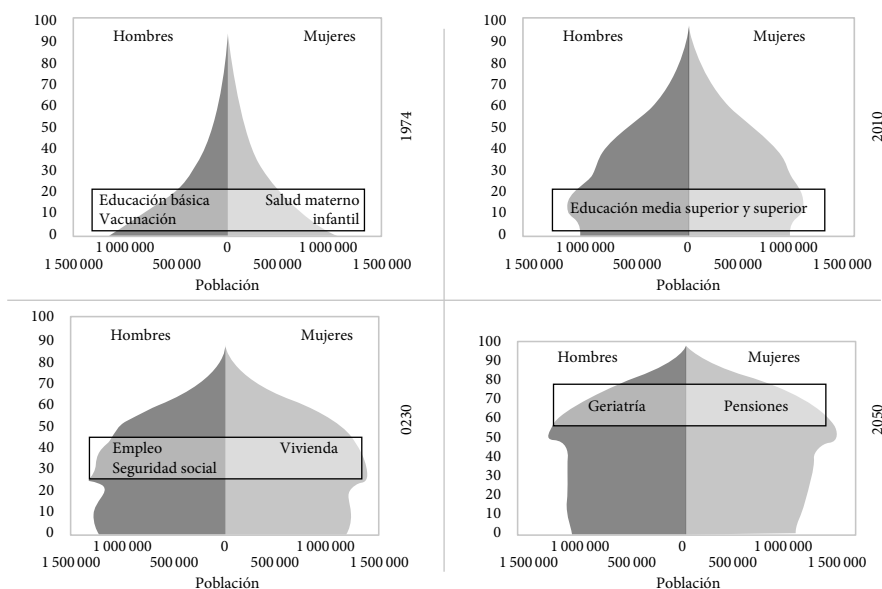 100
90
80
70
60
50
40
30
20
10
0
Hombres
Mujeres
Educación básica
Vacunación
Salud materno
infantil
1974
1 000 000 0 1 000 000
1 500 000 500 000 500 000 1 500 000
Población
100
90
80
70
60
50
40
30
20
10
0
Hombres
Mujeres
Educación media superior y superior
2010
1 000 000 0 1 000 000
1 500 000 500 000 500 000 1 500 000
Población
100
90
80
70
60
50
40
30
20
10
0
Hombres
Mujeres
Empleo
Seguridad social
Vivienda
0230
1 000 000 0 1 000 000
1 500 000 500 000 500 000 1 500 000
Población
100
90
80
70
60
50
40
30
20
10
0
Hombres
Mujeres
Geriatría
Pensiones
2050
1 000 000 0 1 000 000
1 500 000 500 000 500 000 1 500 000
Población